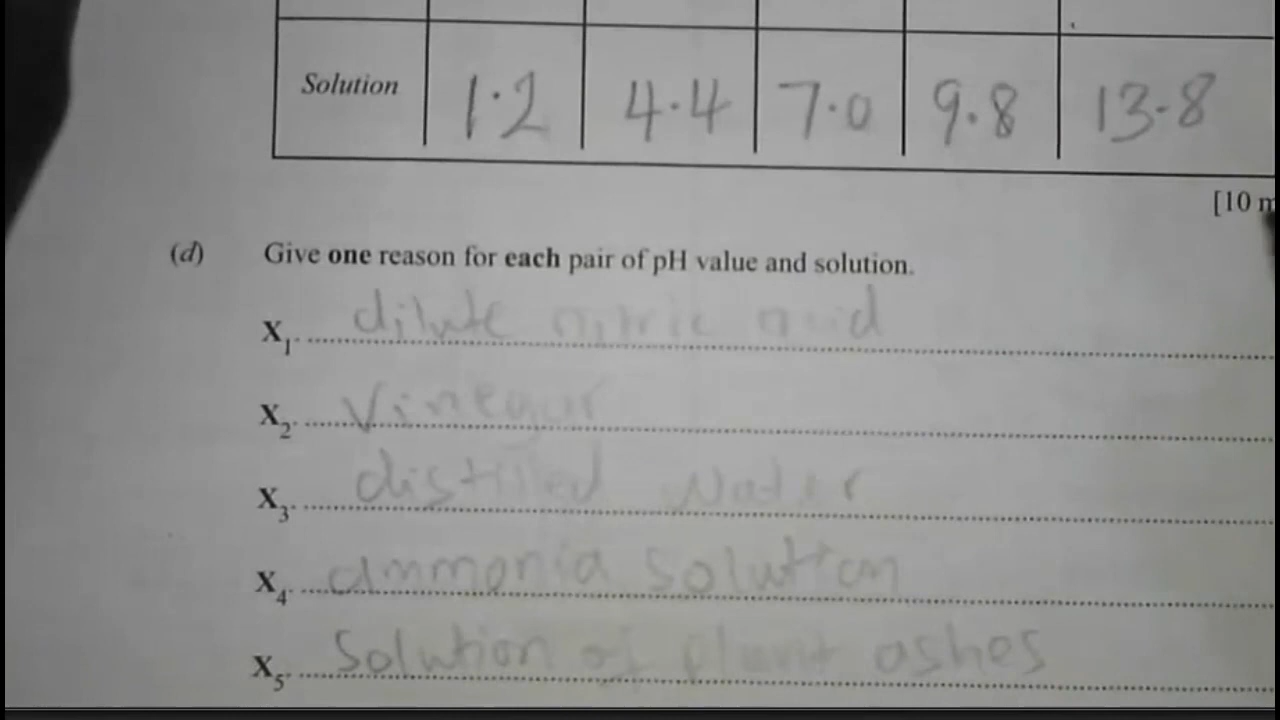 Solution 1.2 4.4 7.0 9.8 13.8
[10 m
(d) Give one reason for each pair of pH value and solution.
X1. dilute nitric acid
X2. Vinegar
X3. distilled Water
X4. ammonia solution
X5. Solution of plant ashes